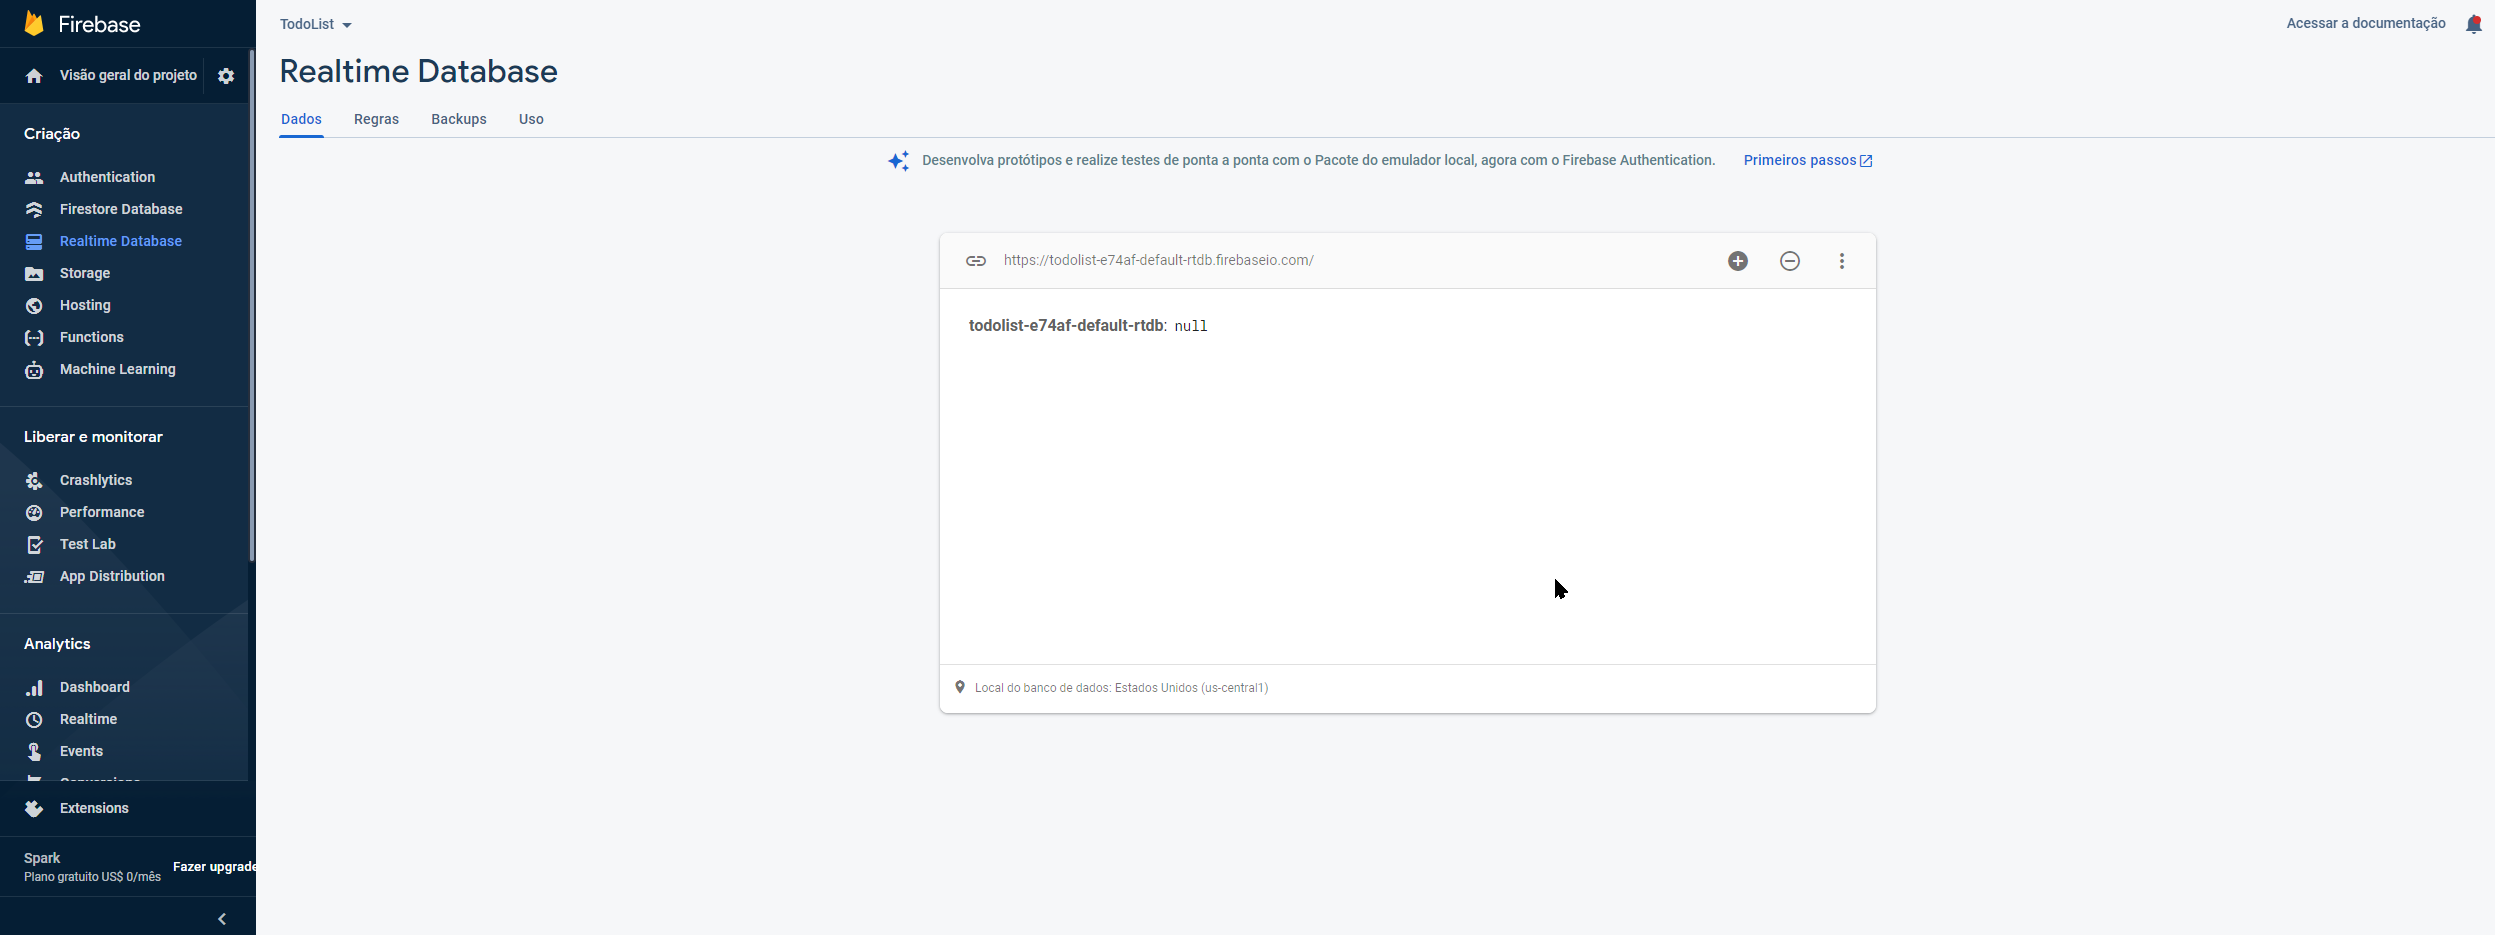 Firebase
Visão geral do projeto
Criação
Authentication
Firestore Database
Realtime Database
Storage
Hosting
Functions
Machine Learning
Liberar e monitorar
Crashlytics
Performance
Test Lab
App Distribution
Analytics
Dashboard
Realtime
Events
Conversions
Extensions
Spark
Plano gratuito US$ 0/mês
Fazer upgrade
TodoList
Acessar a documentação
Realtime Database
Dados Regras Backups Uso
Desenvolva protótipos e realize testes de ponta a ponta com o Pacote do emulador local, agora com o Firebase Authentication. Primeiros passos
https://todolist-e74af-default-rtdb.firebaseio.com/
todolist-e74af-default-rtdb: null
Local do banco de dados: Estados Unidos (us-central1)